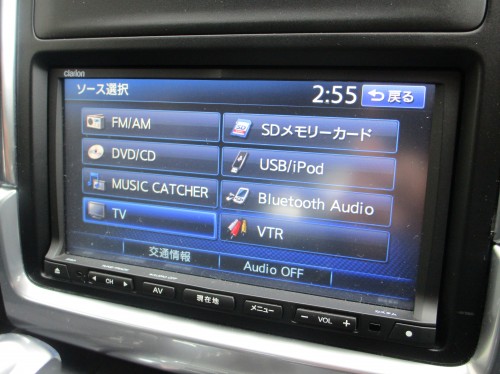 clarion
ソース選択 2:55 戻る
FM/AM SDメモリーカード
DVD/CD USB/iPod
MUSIC CATCHER Bluetooth Audio
TV VTR
交通情報 Audio OFF
CH AV 現在地 メニュー − VOL +